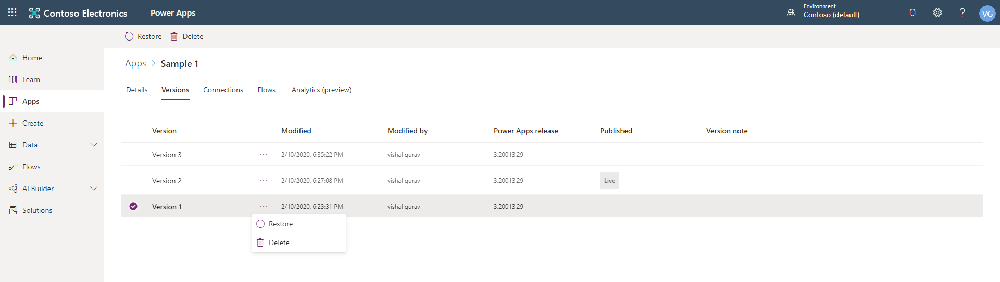 Contoso Electronics
Power Apps
Environment
Contoso (default)
?
VG
Restore
Delete
Home
Learn
Apps
Create
Data
Flows
AI Builder
Solutions
Apps > Sample 1
Details Versions Connections Flows Analytics (preview)
Version Modified Modified by Power Apps release Published Version note
Version 3 ... 2/10/2020, 6:35:22 PM vishal gurav 3.20013.29
Version 2 ... 2/10/2020, 6:27:08 PM vishal gurav 3.20013.29 Live
Version 1 ... 2/10/2020, 6:23:31 PM vishal gurav 3.20013.29
Restore
Delete